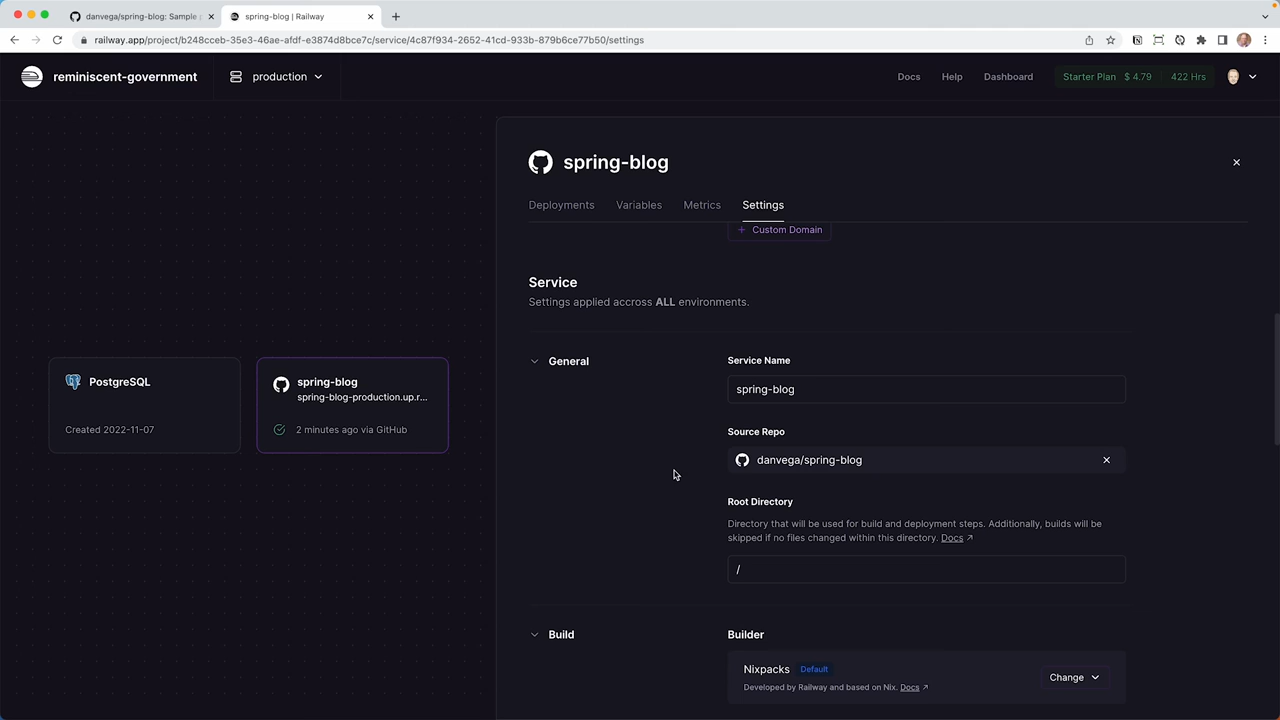 danvega/spring-blog: Sample
spring-blog | Railway
railway.app/project/b248cceb-35e3-46ae-afdf-e3874d8bce7c/service/4c87f934-2652-41cd-933b-879b6ce77b50/settings
reminiscent-government
production
Docs
Help
Dashboard
Starter Plan $ 4.79 422 Hrs
spring-blog
Deployments
Variables
Metrics
Settings
+ Custom Domain
Service
Settings applied accross ALL environments.
General
Service Name
spring-blog
Source Repo
danvega/spring-blog
Root Directory
Directory that will be used for build and deployment steps. Additionally, builds will be
skipped if no files changed within this directory. Docs ↗
/
Build
Builder
Nixpacks Default
Developed by Railway and based on Nix. Docs ↗
Change
PostgreSQL
Created 2022-11-07
spring-blog
spring-blog-production.up.r...
2 minutes ago via GitHub